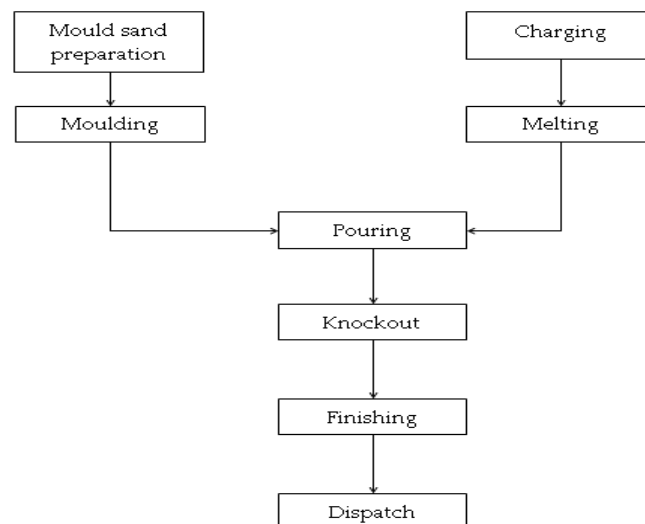 Mould sand
preparation
Charging
Moulding
Melting
Pouring
Knockout
Finishing
Dispatch